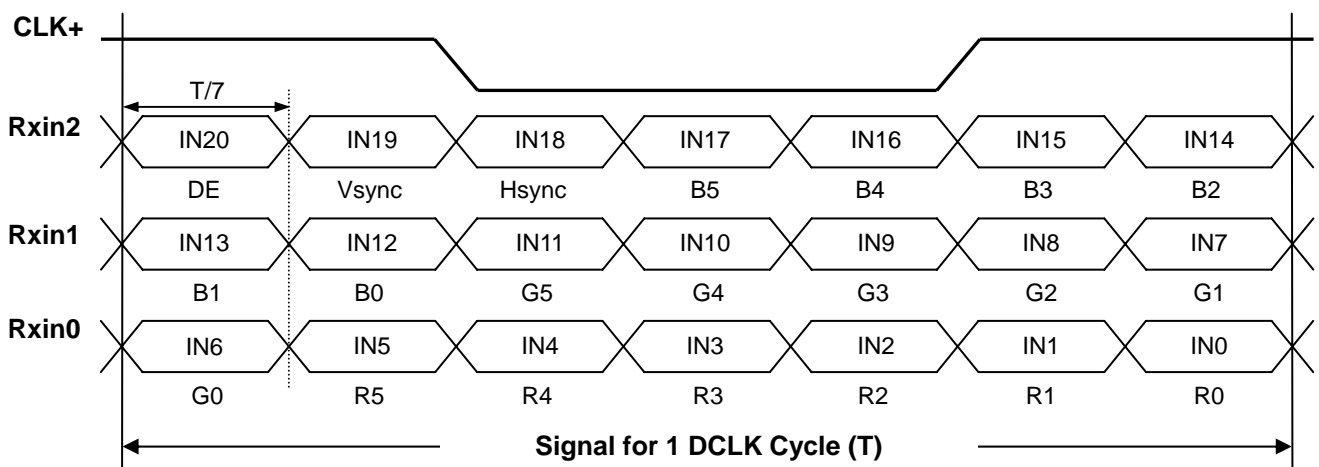 CLK+
T/7
Rxin2 IN20 IN19 IN18 IN17 IN16 IN15 IN14
DE Vsync Hsync B5 B4 B3 B2
Rxin1 IN13 IN12 IN11 IN10 IN9 IN8 IN7
B1 B0 G5 G4 G3 G2 G1
Rxin0 IN6 IN5 IN4 IN3 IN2 IN1 IN0
G0 R5 R4 R3 R2 R1 R0
Signal for 1 DCLK Cycle (T)